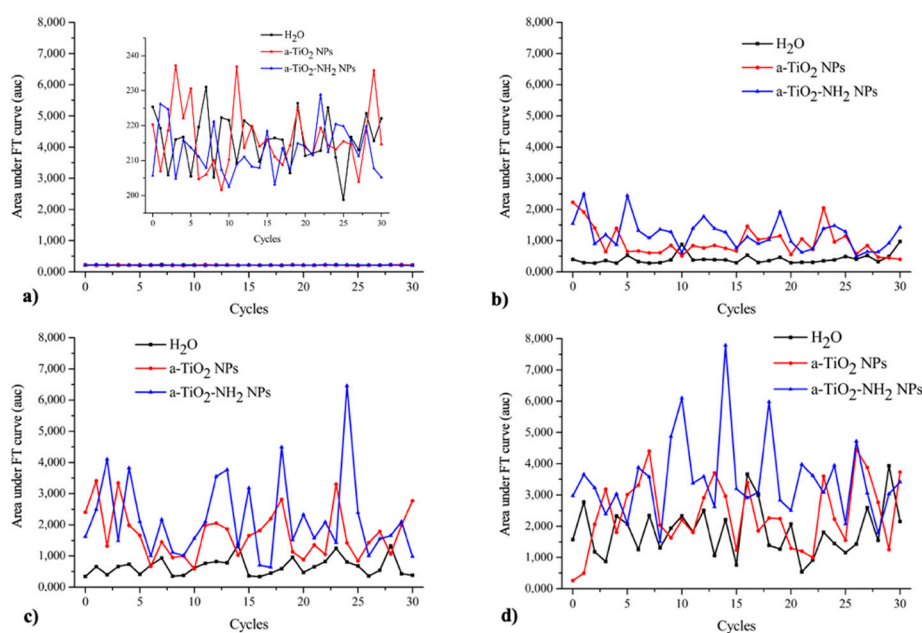 8,000
7,000
6,000
5,000
4,000
3,000
2,000
1,000
0,000
Area under FT curve (auc)
240
230
220
210
200
0 5 10 15 20 25 30
Cycles
H2O
a-TiO2 NPs
a-TiO2-NH2 NPs
0 5 10 15 20 25 30
Cycles
a)
8,000
7,000
6,000
5,000
4,000
3,000
2,000
1,000
0,000
Area under FT curve (auc)
H2O
a-TiO2 NPs
a-TiO2-NH2 NPs
0 5 10 15 20 25 30
Cycles
b)
8,000
7,000
6,000
5,000
4,000
3,000
2,000
1,000
0,000
Area under FT curve (auc)
H2O
a-TiO2 NPs
a-TiO2-NH2 NPs
0 5 10 15 20 25 30
Cycles
c)
8,000
7,000
6,000
5,000
4,000
3,000
2,000
1,000
0,000
Area under FT curve (auc)
H2O
a-TiO2 NPs
a-TiO2-NH2 NPs
0 5 10 15 20 25 30
Cycles
d)